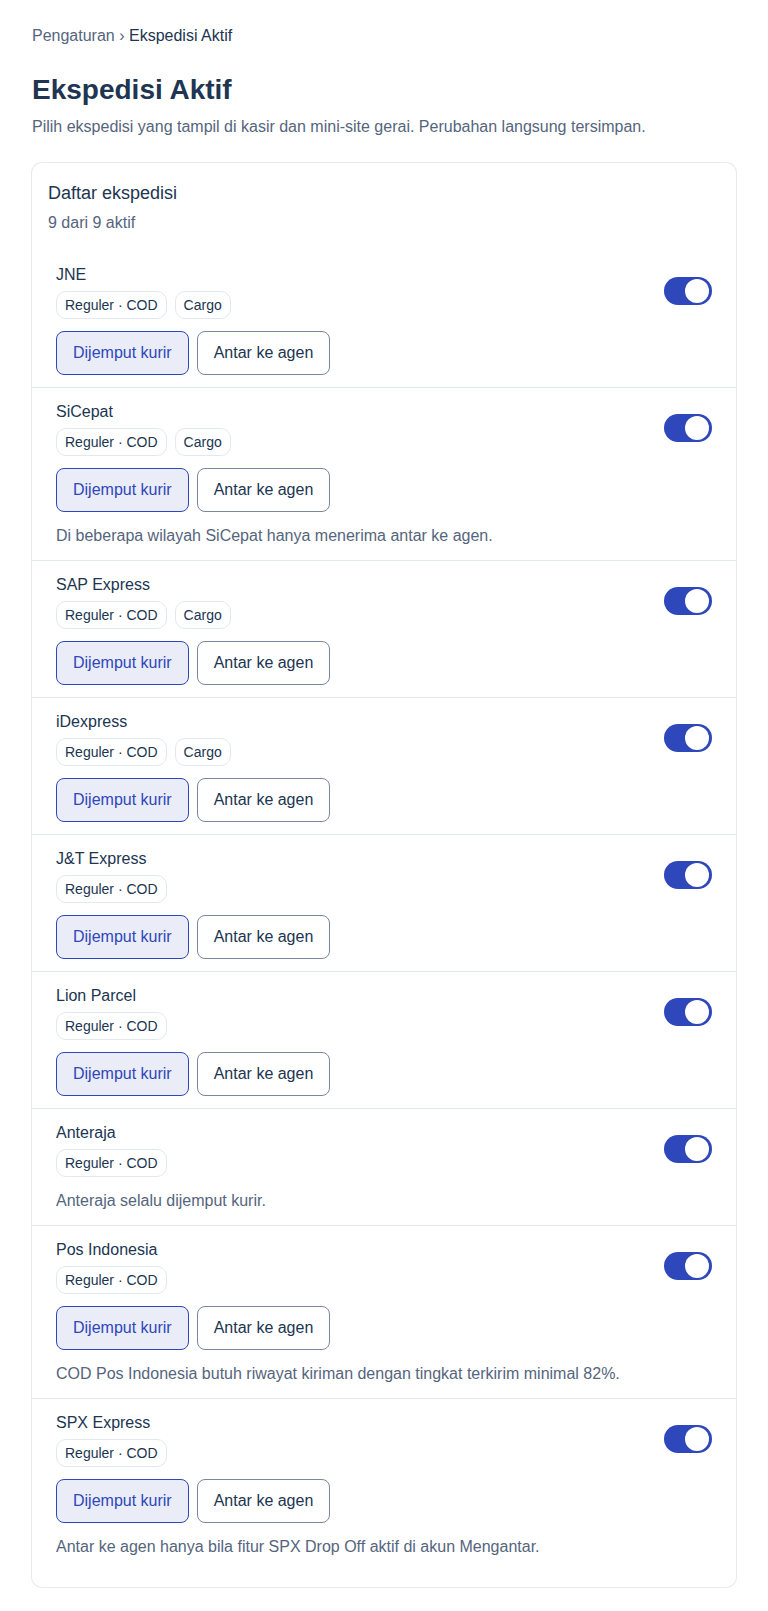 Pengaturan › Ekspedisi Aktif
Ekspedisi Aktif
Pilih ekspedisi yang tampil di kasir dan mini-site gerai. Perubahan langsung tersimpan.
Daftar ekspedisi
9 dari 9 aktif
JNE
Reguler · COD Cargo
Dijemput kurir Antar ke agen
SiCepat
Reguler · COD Cargo
Dijemput kurir Antar ke agen
Di beberapa wilayah SiCepat hanya menerima antar ke agen.
SAP Express
Reguler · COD Cargo
Dijemput kurir Antar ke agen
iDexpress
Reguler · COD Cargo
Dijemput kurir Antar ke agen
J&T Express
Reguler · COD
Dijemput kurir Antar ke agen
Lion Parcel
Reguler · COD
Dijemput kurir Antar ke agen
Anteraja
Reguler · COD
Anteraja selalu dijemput kurir.
Pos Indonesia
Reguler · COD
Dijemput kurir Antar ke agen
COD Pos Indonesia butuh riwayat kiriman dengan tingkat terkirim minimal 82%.
SPX Express
Reguler · COD
Dijemput kurir Antar ke agen
Antar ke agen hanya bila fitur SPX Drop Off aktif di akun Mengantar.